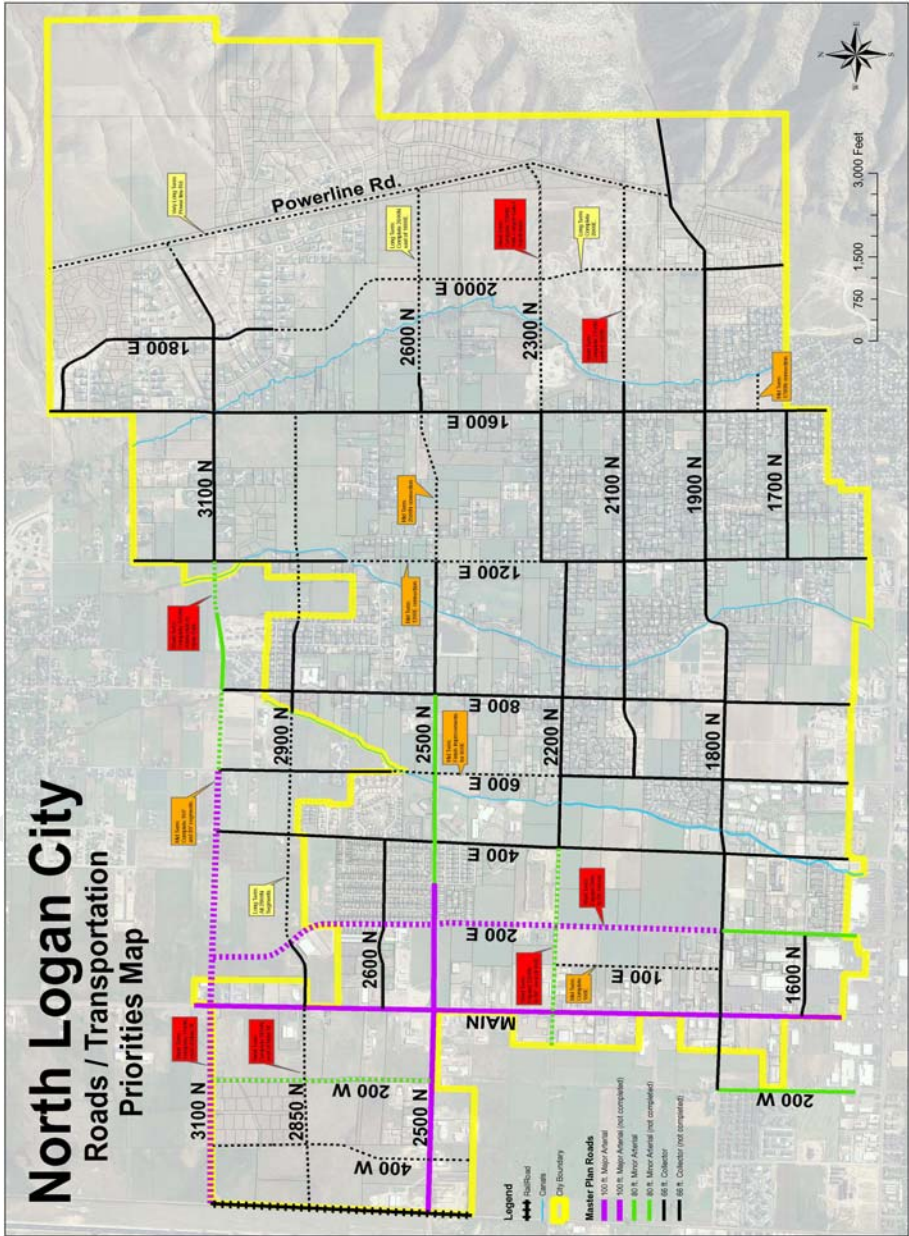 North Logan City
Roads / Transportation
Priorities Map
Powerline Rd.
1800 E
2000 E
2600 N
2300 N
3100 N
1600 E
2100 N
1900 N
1700 N
1200 E
2900 N
800 E
2500 N
2200 N
1800 N
600 E
400 E
200 E
2600 N
100 E
1600 N
MAIN
3100 N
2850 N
200 W
2500 N
400 W
200 W
N
E
S
W
0 750 1,500 3,000 Feet
Legend
RailRoad
Canals
City Boundary
Master Plan Roads
100 ft. Major Arterial
100 ft. Major Arterial (not completed)
80 ft. Minor Arterial
80 ft. Minor Arterial (not completed)
66 ft. Collector
66 ft. Collector (not completed)